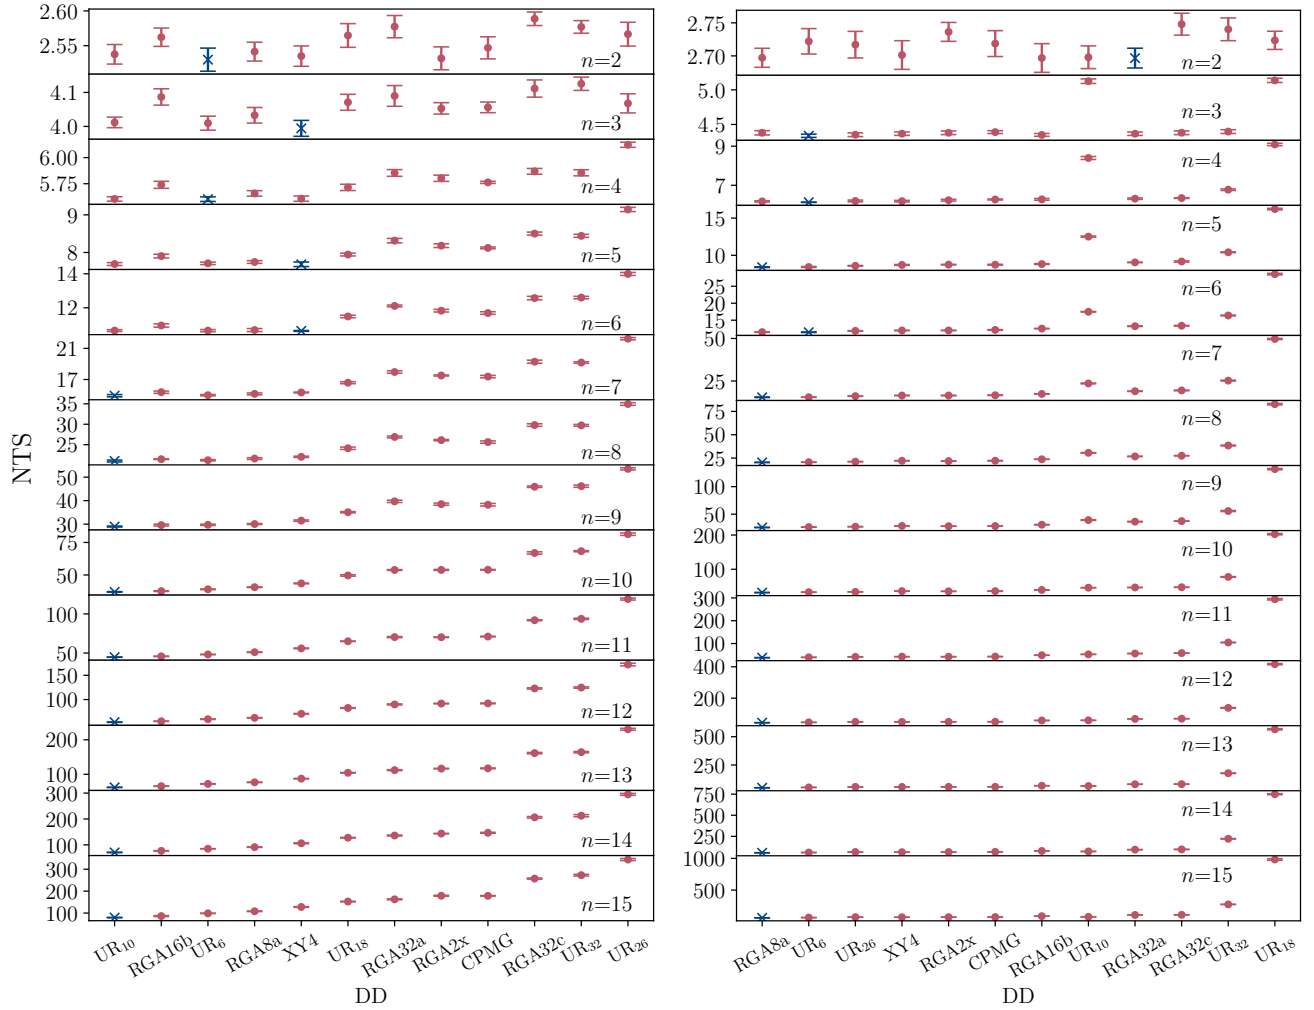 NTS
2.60
2.55
n=2
4.1
4.0
n=3
6.00
5.75
n=4
9
8
n=5
14
12
n=6
21
17
n=7
35
30
25
n=8
50
40
30
n=9
75
50
n=10
100
50
n=11
150
100
n=12
200
100
n=13
300
200
100
n=14
300
200
100
n=15
UR₁₀ RGA16b UR₆ RGA8a XY4 UR₁₈ RGA32a RGA2x CPMG RGA32c UR₃₂ UR₂₆
DD
2.75
2.70
n=2
5.0
4.5
n=3
9
7
n=4
15
10
n=5
25
20
15
n=6
50
25
n=7
75
50
25
n=8
100
50
n=9
200
100
n=10
300
200
100
n=11
400
200
n=12
500
250
n=13
750
500
250
n=14
1000
500
n=15
RGA8a UR₆ UR₂₆ XY4 RGA2x CPMG RGA16b UR₁₀ RGA32a RGA32c UR₃₂ UR₁₈
DD